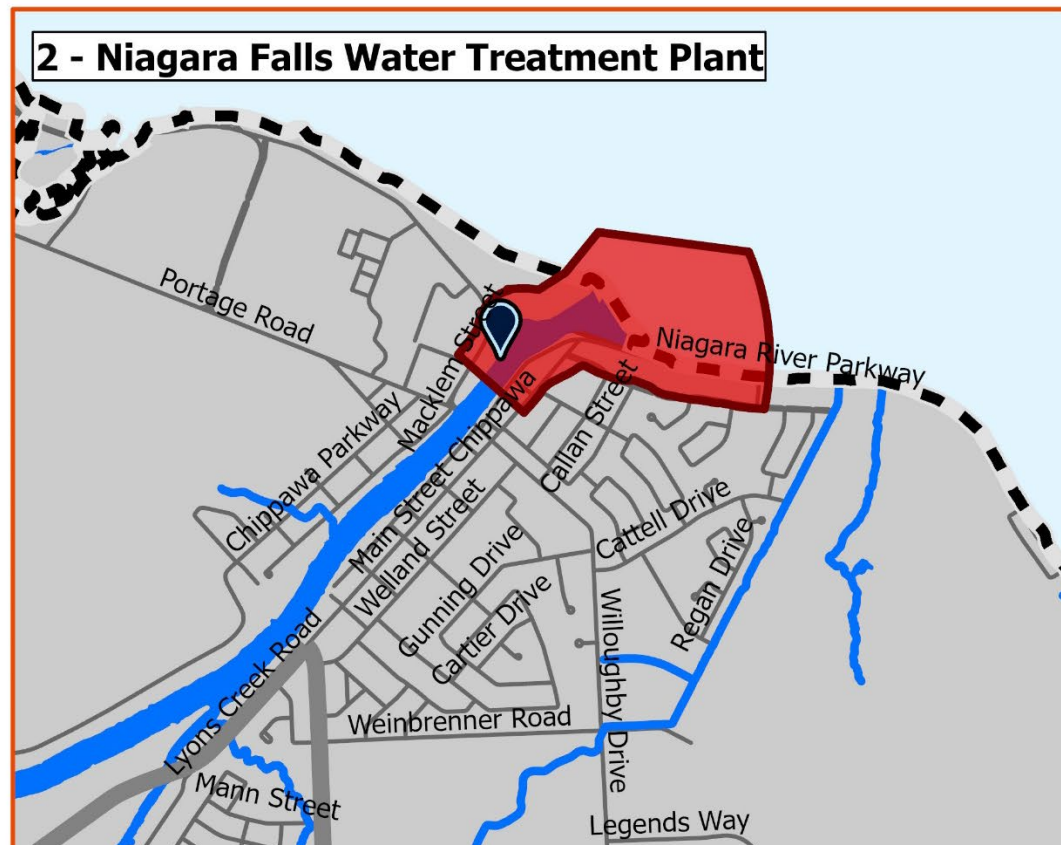 2 - Niagara Falls Water Treatment Plant
Portage Road
Macklem Street
Niagara River Parkway
Chippawa Parkway
Main Street Chippawa
Callan Street
Welland Street
Cattell Drive
Gunning Drive
Regan Drive
Cartier Drive
Willoughby Drive
Lyons Creek Road
Weinbrenner Road
Mann Street
Legends Way